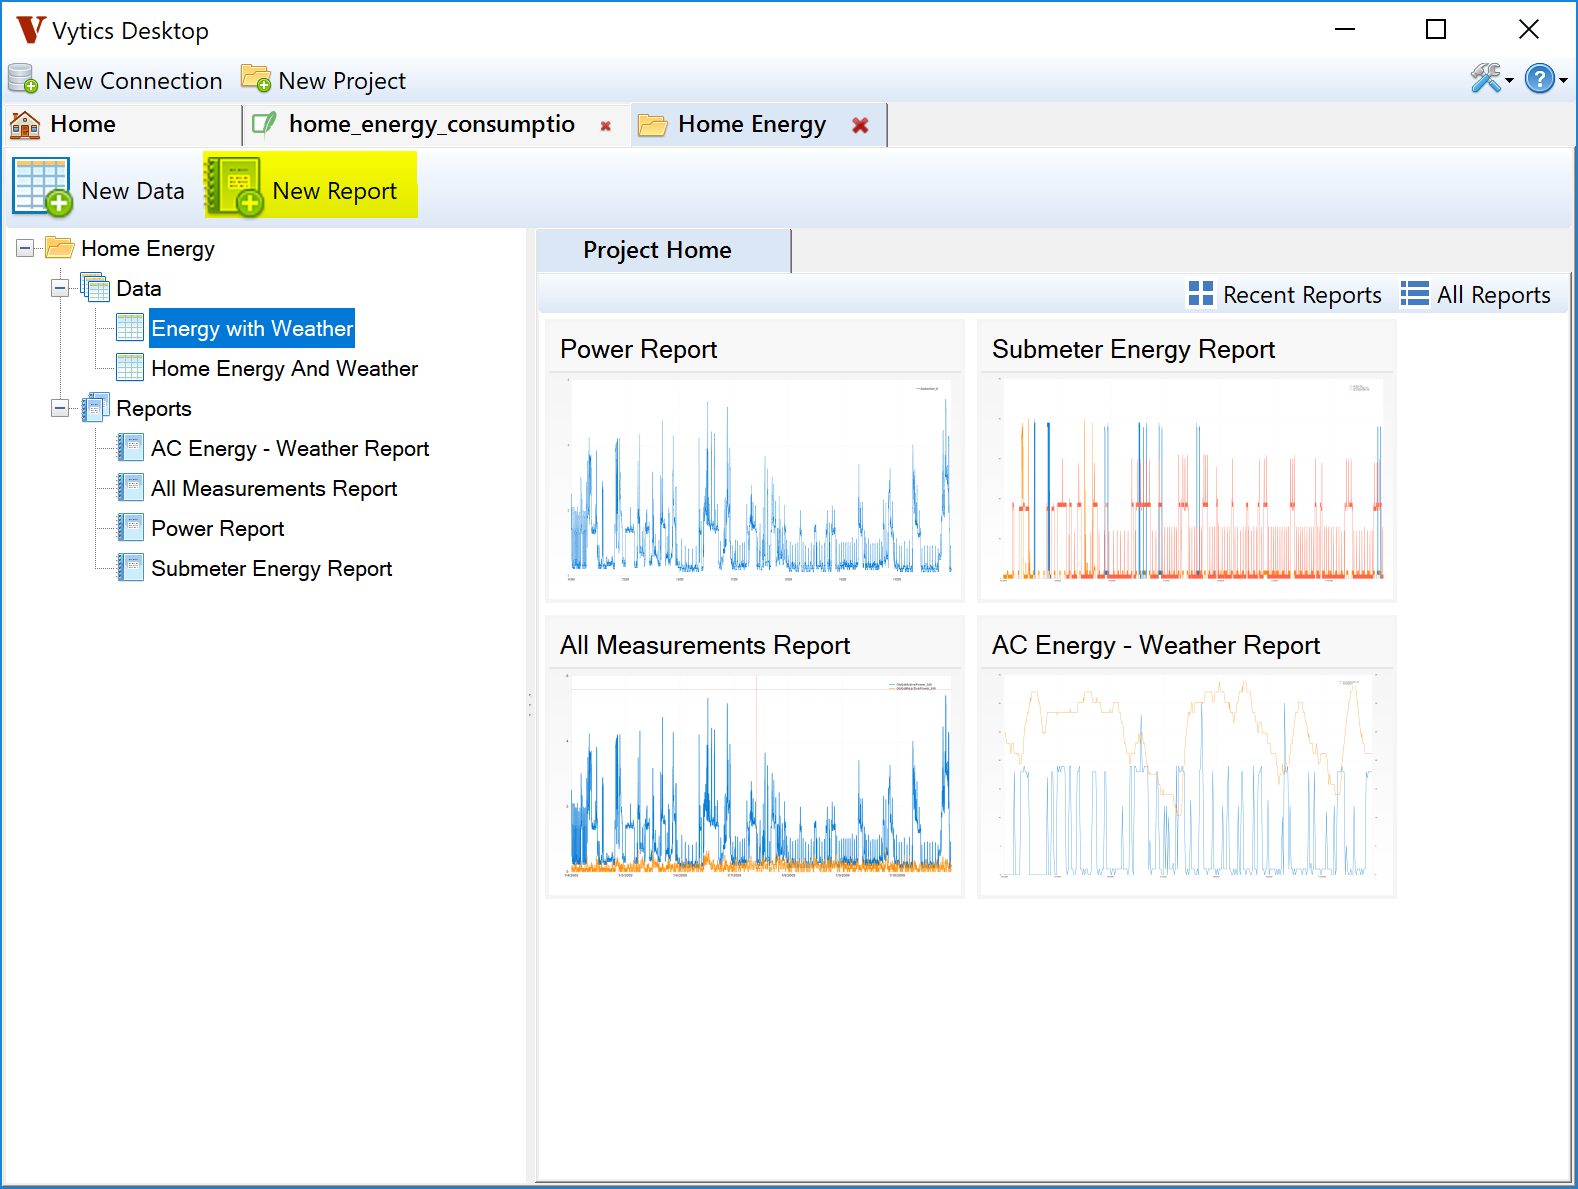 Vytics Desktop
New Connection New Project
Home home_energy_consumptio Home Energy
New Data New Report
Home Energy
Data
Energy with Weather
Home Energy And Weather
Reports
AC Energy - Weather Report
All Measurements Report
Power Report
Submeter Energy Report
Project Home
Recent Reports All Reports
Power Report
Submeter Energy Report
All Measurements Report
AC Energy - Weather Report